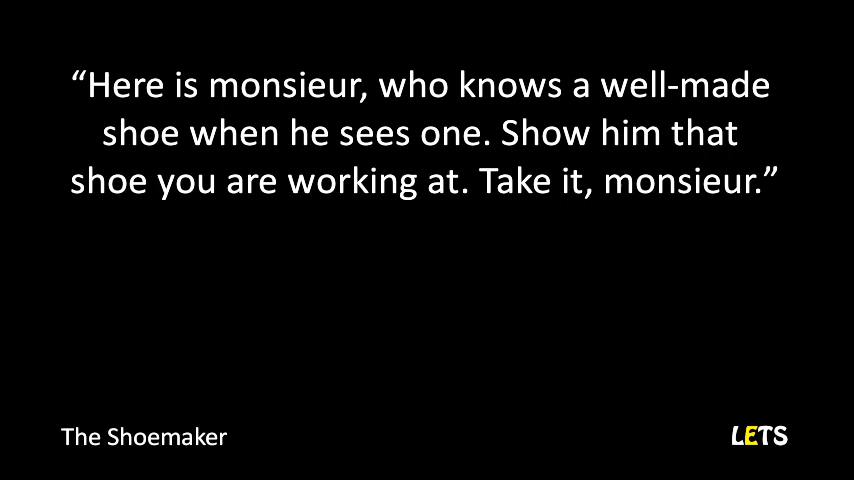 “Here is monsieur, who knows a well-made
shoe when he sees one. Show him that
shoe you are working at. Take it, monsieur.”
The Shoemaker
LETS